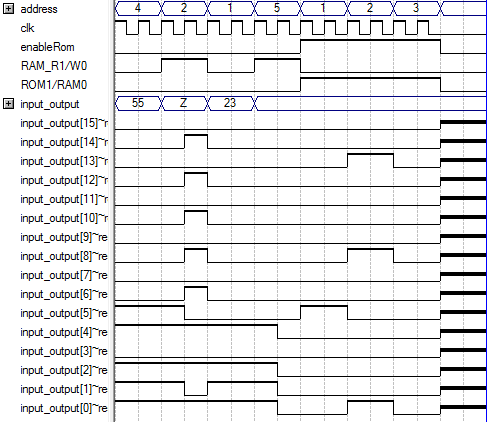 address 4 2 1 5 1 2 3
clk
enableRom
RAM_R1/W0
ROM1/RAM0
input_output 55 Z 23
input_output[15]~r
input_output[14]~r
input_output[13]~r
input_output[12]~r
input_output[11]~r
input_output[10]~r
input_output[9]~re
input_output[8]~re
input_output[7]~re
input_output[6]~re
input_output[5]~re
input_output[4]~re
input_output[3]~re
input_output[2]~re
input_output[1]~re
input_output[0]~re